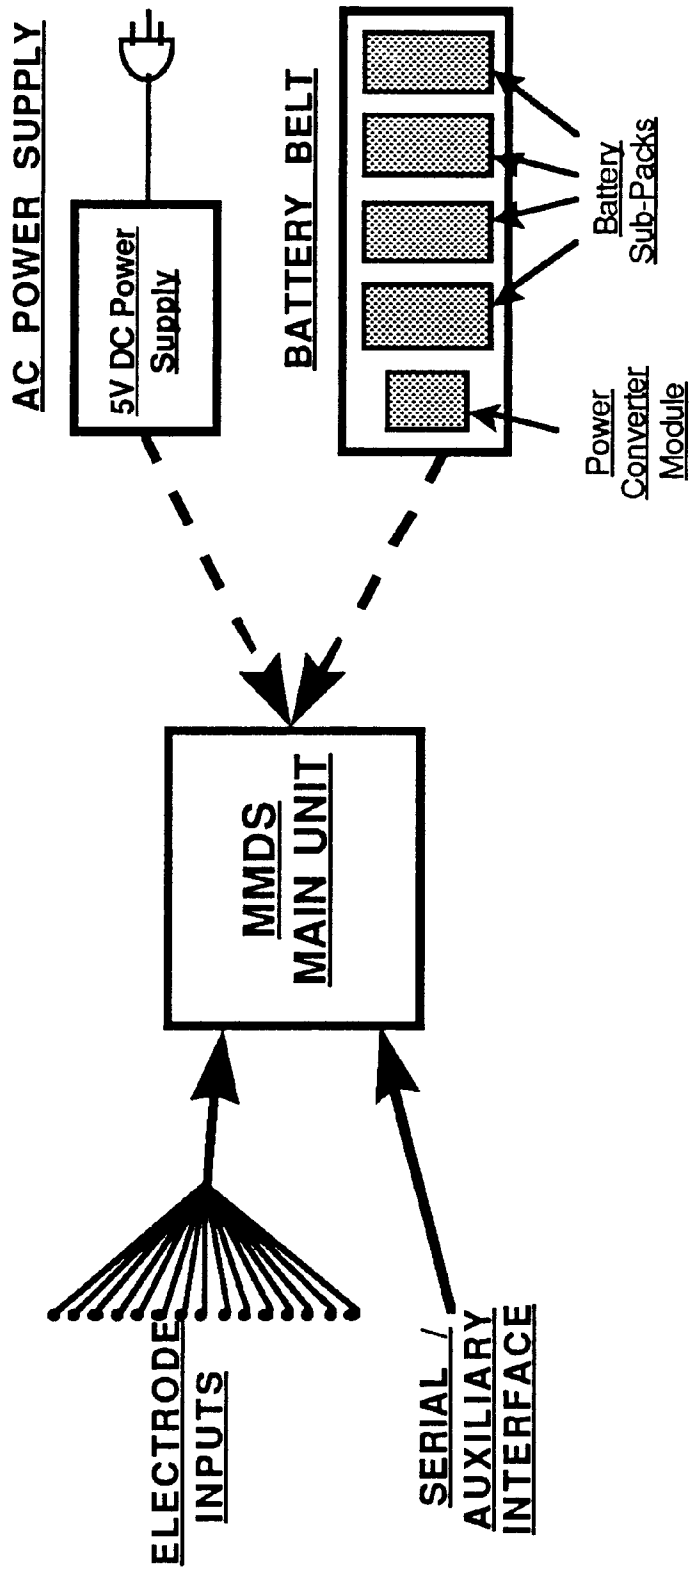 AC POWER SUPPLY
5V DC Power
Supply
BATTERY BELT
Battery
Sub-Packs
Power
Converter
Module
MMDS
MAIN UNIT
ELECTRODE
INPUTS
SERIAL /
AUXILIARY
INTERFACE